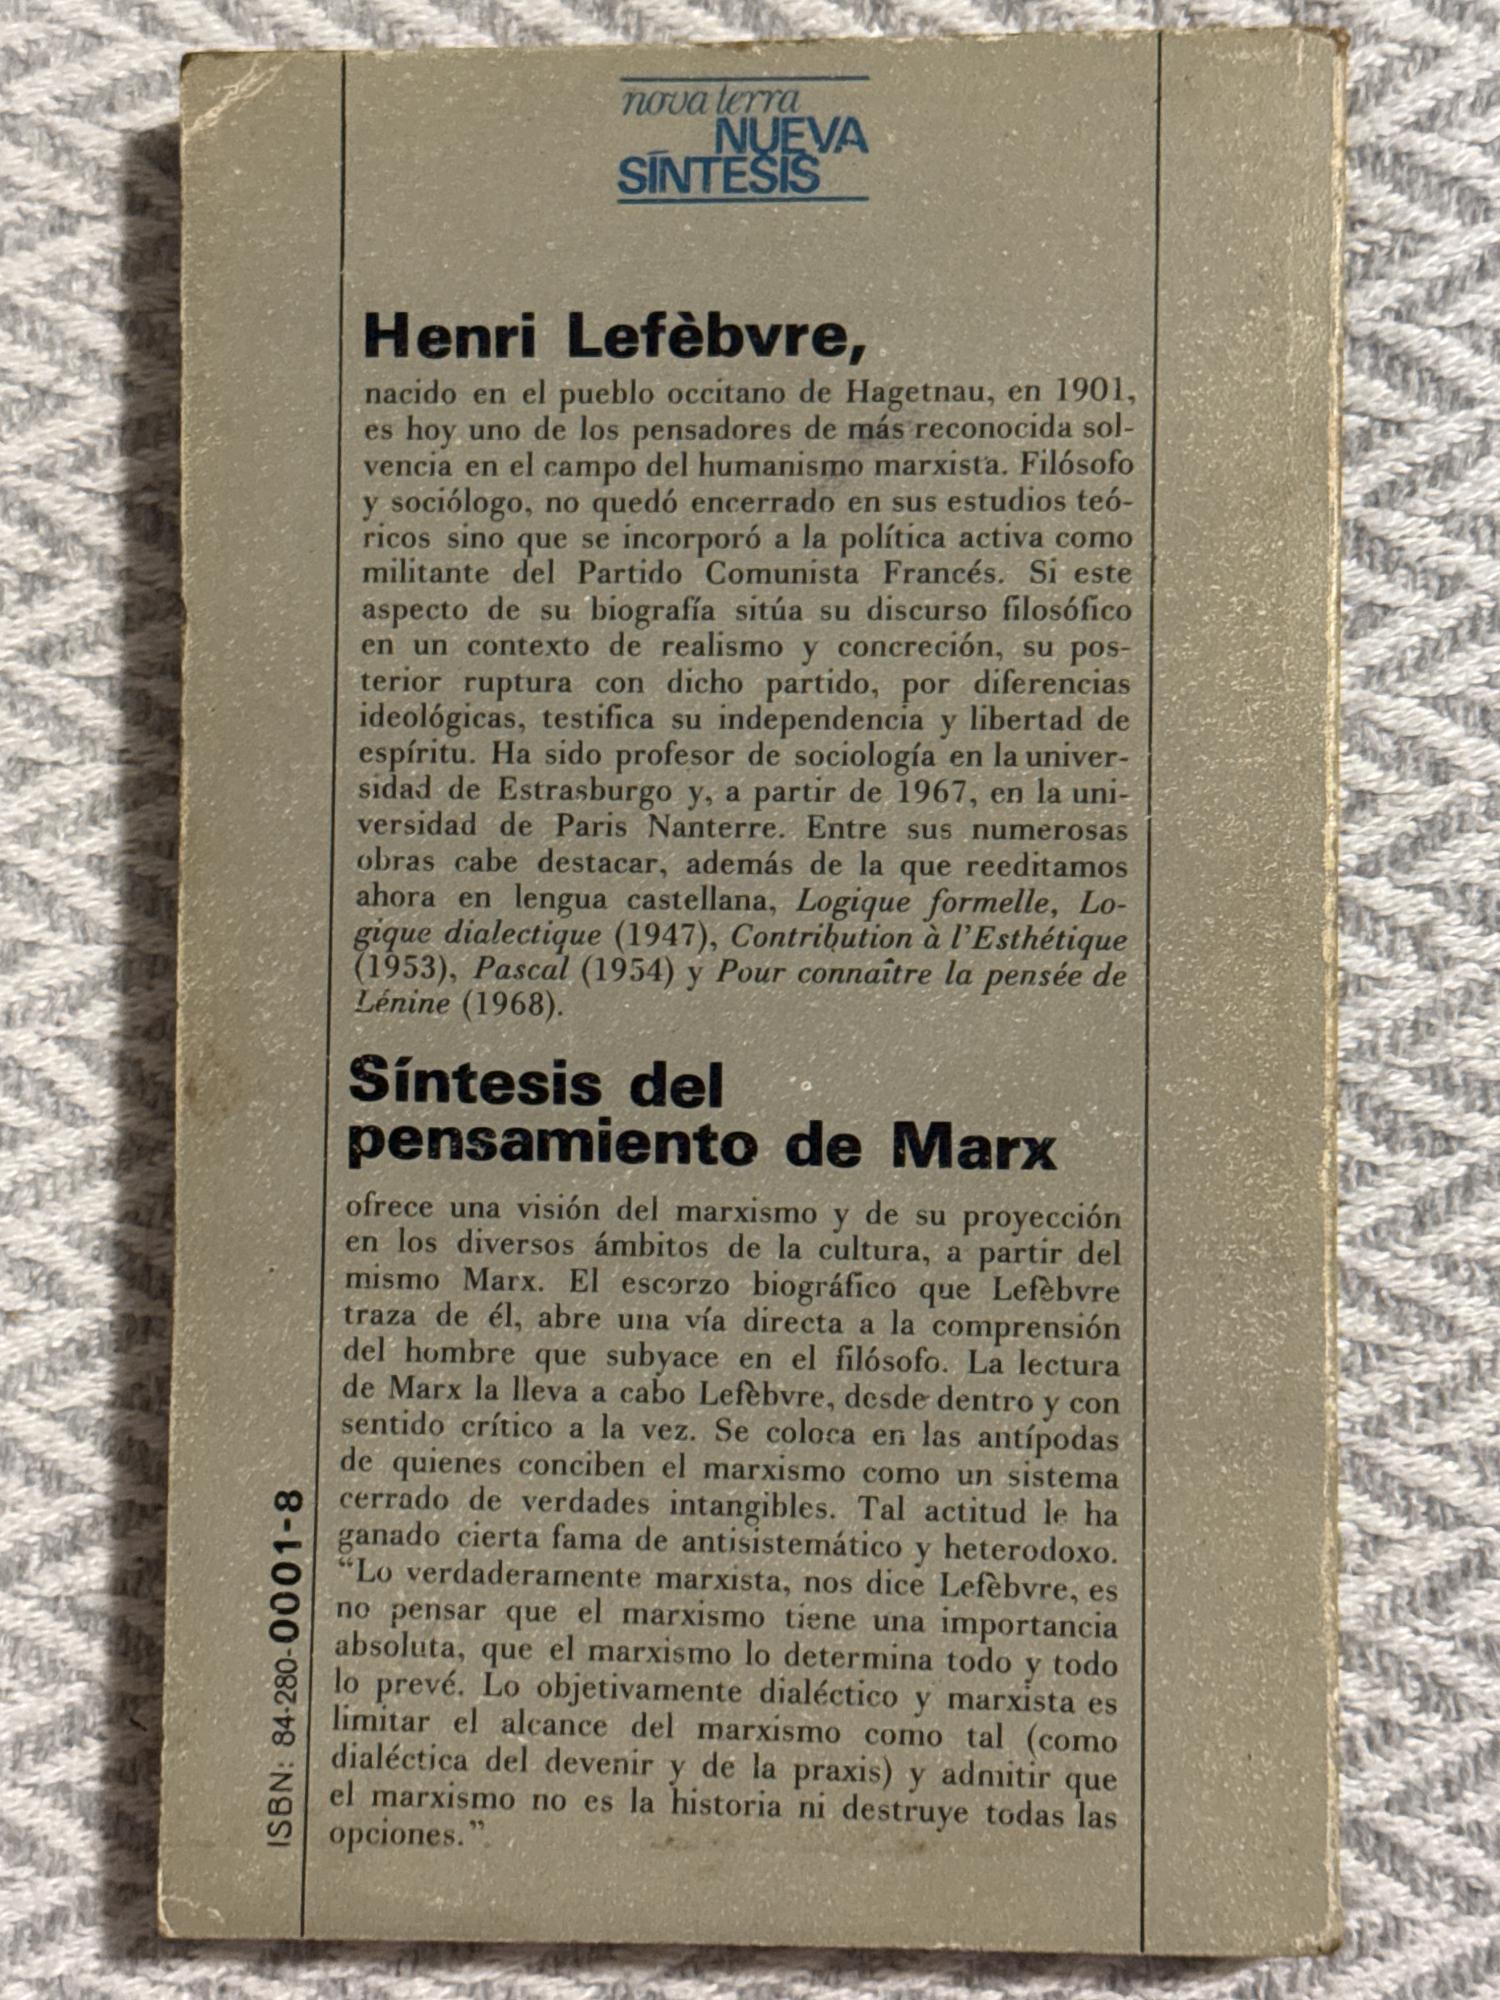 nova terra
NUEVA
SÍNTESIS
Henri Lefèbvre,
nacido en el pueblo occitano de Hagetnau, en 1901,
es hoy uno de los pensadores de más reconocida sol-
vencia en el campo del humanismo marxista. Filósofo
y sociólogo, no quedó encerrado en sus estudios teó-
ricos sino que se incorporó a la política activa como
militante del Partido Comunista Francés. Si este
aspecto de su biografía sitúa su discurso filosófico
en un contexto de realismo y concreción, su pos-
terior ruptura con dicho partido, por diferencias
ideológicas, testifica su independencia y libertad de
espíritu. Ha sido profesor de sociología en la univer-
sidad de Estrasburgo y, a partir de 1967, en la uni-
versidad de Paris Nanterre. Entre sus numerosas
obras cabe destacar, además de la que reeditamos
ahora en lengua castellana, Logique formelle, Lo-
gique dialectique (1947), Contribution à l'Esthétique
(1953), Pascal (1954) y Pour connaître la pensée de
Lénine (1968).
Síntesis del
pensamiento de Marx
ofrece una visión del marxismo y de su proyección
en los diversos ámbitos de la cultura, a partir del
mismo Marx. El escorzo biográfico que Lefèbvre
traza de él, abre una vía directa a la comprensión
del hombre que subyace en el filósofo. La lectura
de Marx la lleva a cabo Lefèbvre, desde dentro y con
sentido crítico a la vez. Se coloca en las antípodas
de quienes conciben el marxismo como un sistema
cerrado de verdades intangibles. Tal actitud le ha
ganado cierta fama de antisistemático y heterodoxo.
“Lo verdaderamente marxista, nos dice Lefèbvre, es
no pensar que el marxismo tiene una importancia
absoluta, que el marxismo lo determina todo y todo
lo prevé. Lo objetivamente dialéctico y marxista es
limitar el alcance del marxismo como tal (como
dialéctica del devenir y de la praxis) y admitir que
el marxismo no es la historia ni destruye todas las
opciones.”
ISBN: 84-280-0001-8